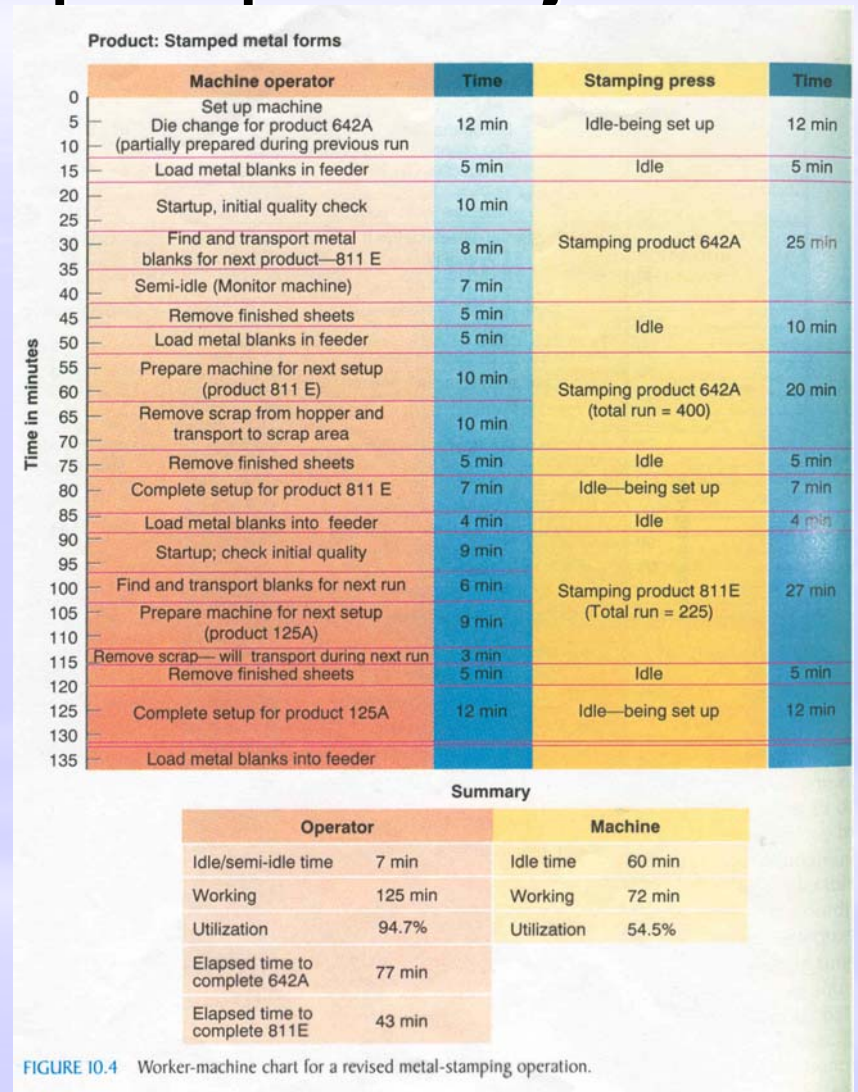 Product: Stamped metal forms
Machine operator Time Stamping press Time
0
Set up machine
5 Die change for product 642A 12 min Idle-being set up 12 min
10 (partially prepared during previous run
15 Load metal blanks in feeder 5 min Idle 5 min
20
Startup, initial quality check 10 min
25
30 Find and transport metal
blanks for next product—811 E 8 min Stamping product 642A 25 min
35
40 Semi-idle (Monitor machine) 7 min
45 Remove finished sheets 5 min
Idle 10 min
50 Load metal blanks in feeder 5 min
55 Prepare machine for next setup
60 (product 811 E) 10 min Stamping product 642A 20 min
65 Remove scrap from hopper and (total run = 400)
70 transport to scrap area 10 min
75 Remove finished sheets 5 min Idle 5 min
80 Complete setup for product 811 E 7 min Idle—being set up 7 min
85 Load metal blanks into feeder 4 min Idle 4 min
90
Startup; check initial quality 9 min
95
100 Find and transport blanks for next run 6 min Stamping product 811E 27 min
105 Prepare machine for next setup (Total run = 225)
110 (product 125A) 9 min
115 Remove scrap— will transport during next run 3 min
Remove finished sheets 5 min Idle 5 min
120
125 Complete setup for product 125A 12 min Idle—being set up 12 min
130
135 Load metal blanks into feeder
Time in minutes
Summary
Operator Machine
Idle/semi-idle time 7 min Idle time 60 min
Working 125 min Working 72 min
Utilization 94.7% Utilization 54.5%
Elapsed time to
complete 642A 77 min
Elapsed time to
complete 811E 43 min
FIGURE 10.4 Worker-machine chart for a revised metal-stamping operation.